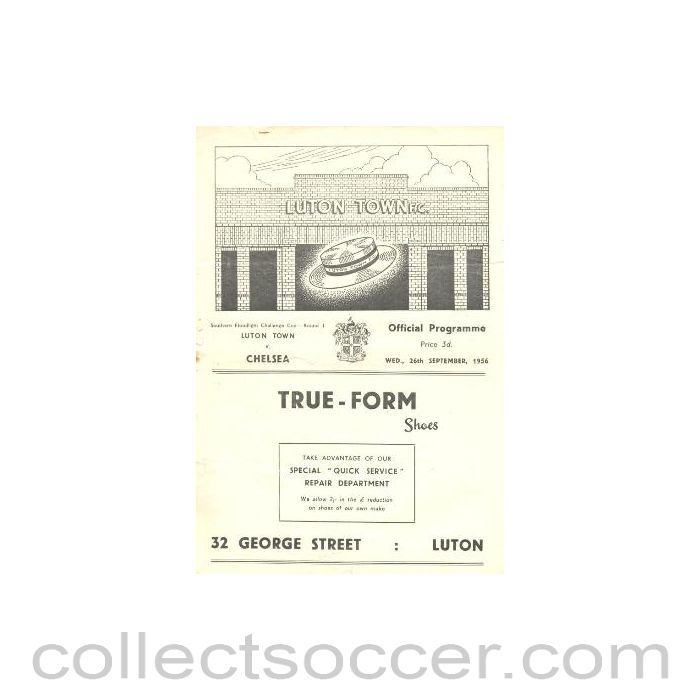 LUTON TOWN F.C.
LUTON TOWN
Southern Floodlight Challenge Cup - Round 1
LUTON TOWN
v.
CHELSEA
Official Programme
Price 3d.
WED., 26th SEPTEMBER, 1956
TRUE-FORM
Shoes
TAKE ADVANTAGE OF OUR
SPECIAL "QUICK SERVICE"
REPAIR DEPARTMENT
We allow 2/- in the £ reduction
on shoes of our own make
32 GEORGE STREET : LUTON
collectsoccer.com